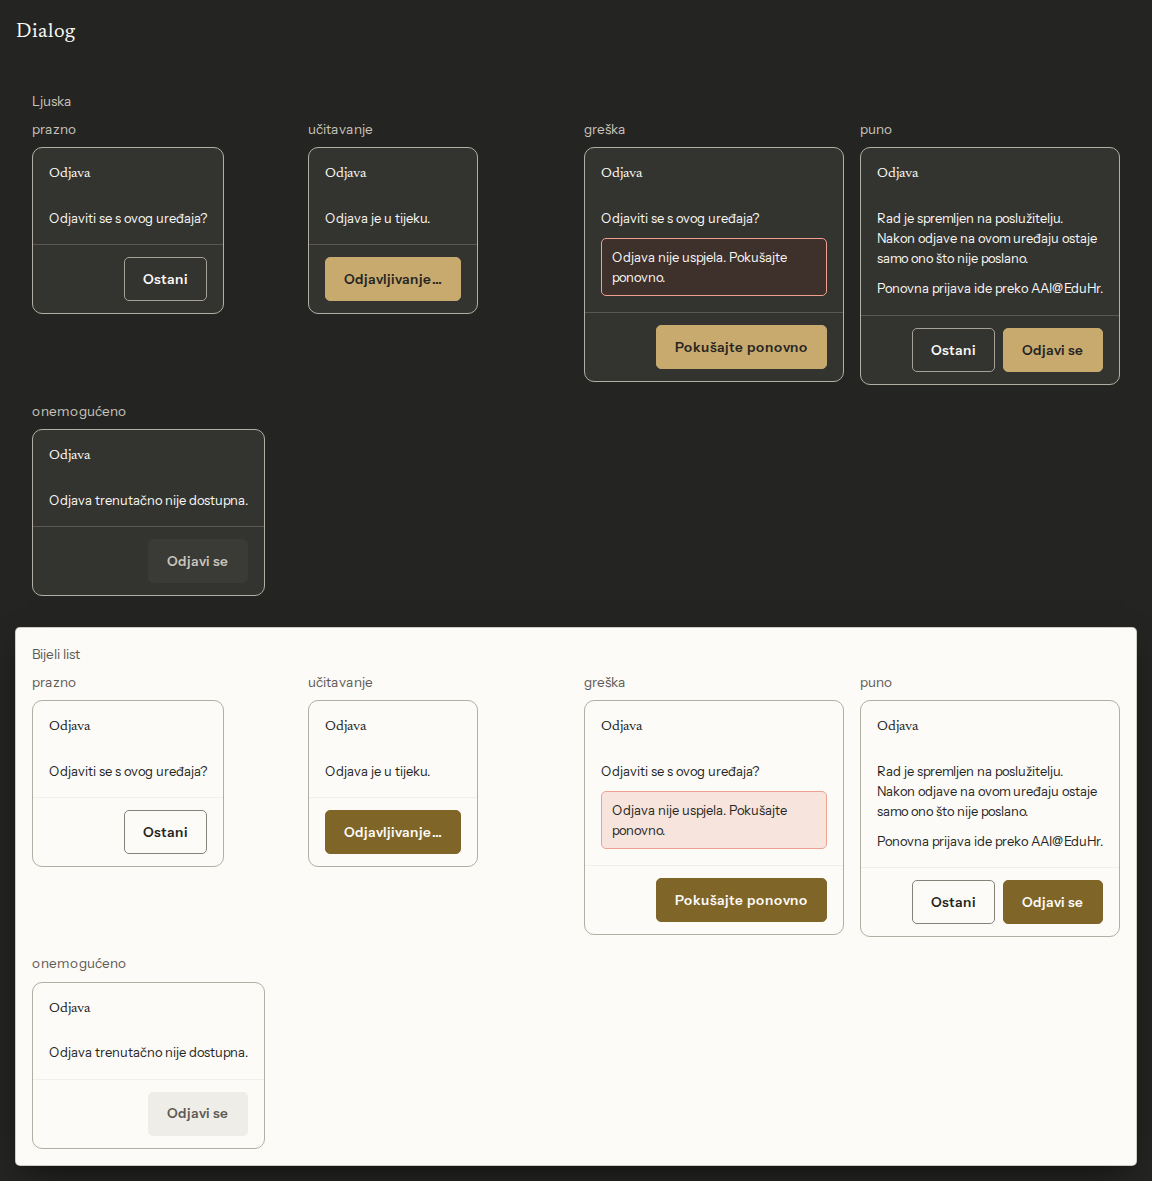 Dialog
Ljuska
prazno
Odjava
Odjaviti se s ovog uređaja?
Ostani
učitavanje
Odjava
Odjava je u tijeku.
Odjavljivanje…
greška
Odjava
Odjaviti se s ovog uređaja?
Odjava nije uspjela. Pokušajte
ponovno.
Pokušajte ponovno
puno
Odjava
Rad je spremljen na poslužitelju.
Nakon odjave na ovom uređaju ostaje
samo ono što nije poslano.
Ponovna prijava ide preko AAI@EduHr.
Ostani
Odjavi se
onemogućeno
Odjava
Odjava trenutačno nije dostupna.
Odjavi se
Bijeli list
prazno
Odjava
Odjaviti se s ovog uređaja?
Ostani
učitavanje
Odjava
Odjava je u tijeku.
Odjavljivanje…
greška
Odjava
Odjaviti se s ovog uređaja?
Odjava nije uspjela. Pokušajte
ponovno.
Pokušajte ponovno
puno
Odjava
Rad je spremljen na poslužitelju.
Nakon odjave na ovom uređaju ostaje
samo ono što nije poslano.
Ponovna prijava ide preko AAI@EduHr.
Ostani
Odjavi se
onemogućeno
Odjava
Odjava trenutačno nije dostupna.
Odjavi se